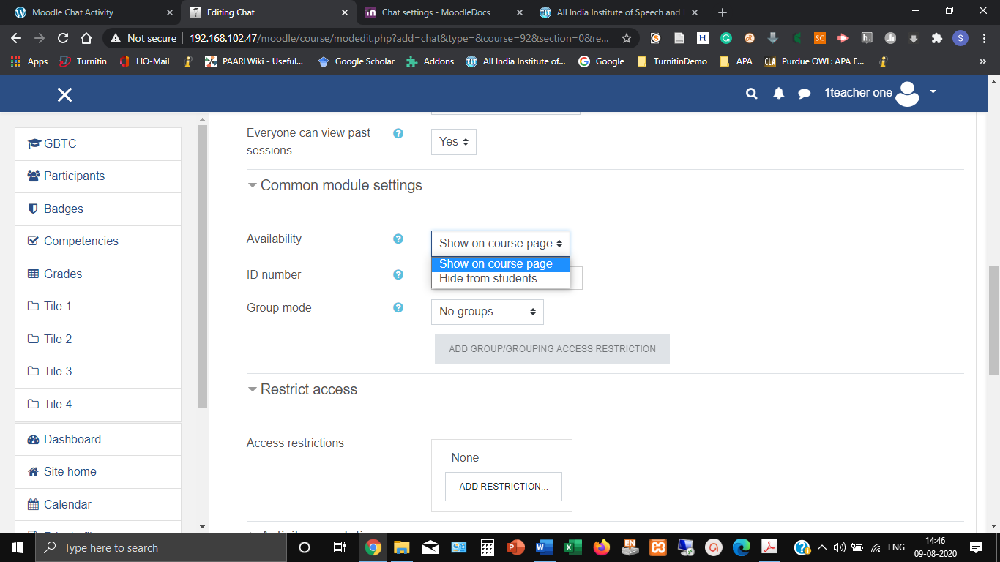 Moodle Chat Activity
Editing Chat
Chat settings - MoodleDocs
All India Institute of Speech and
Not secure
192.168.102.47/moodle/course/modedit.php?add=chat&type=&course=92&section=0&re...
S
Apps
Turnitin
LIO-Mail
PAARLWiki - Useful...
Google Scholar
Addons
All India Institute of...
Google
TurnitinDemo
APA
Purdue OWL: APA F...
»
1teacher one
GBTC
Participants
Badges
Competencies
Grades
Tile 1
Tile 2
Tile 3
Tile 4
Dashboard
Site home
Calendar
Everyone can view past
sessions
Yes
Common module settings
Availability
Show on course page
Show on course page
Hide from students
ID number
Group mode
No groups
ADD GROUP/GROUPING ACCESS RESTRICTION
Restrict access
Access restrictions
None
ADD RESTRICTION...
Type here to search
ENG
14:46
09-08-2020